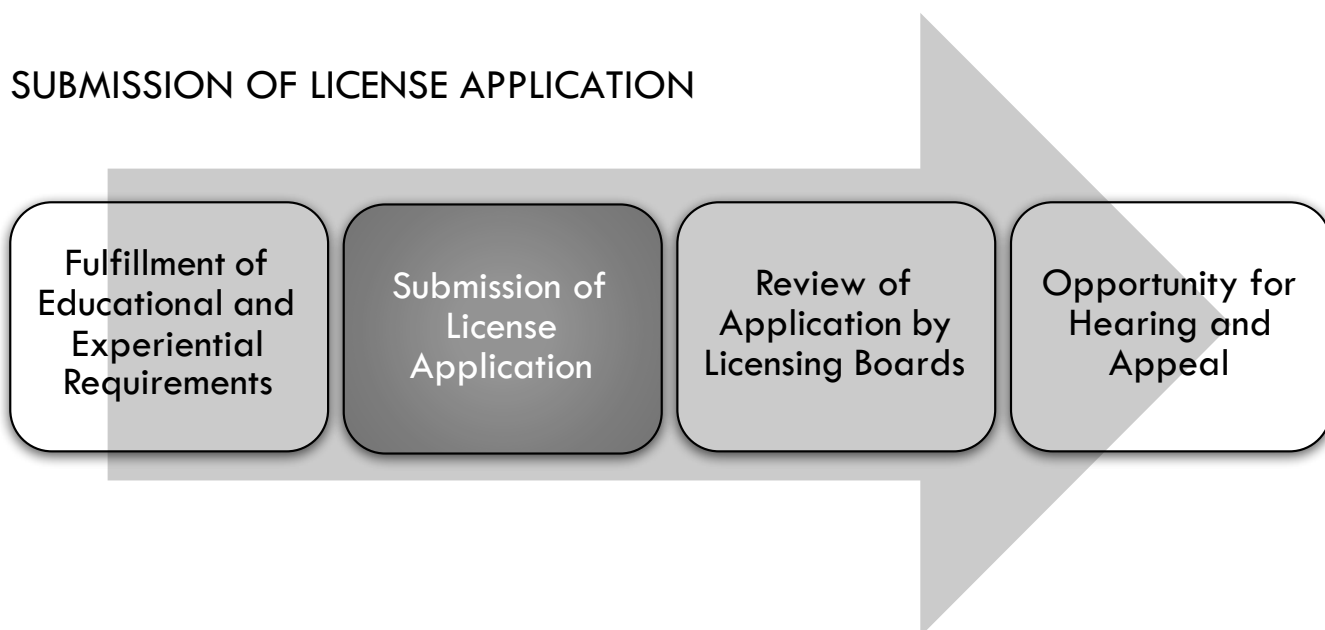 SUBMISSION OF LICENSE APPLICATION
Fulfillment of
Educational and
Experiential
Requirements
Submission of
License
Application
Review of
Application by
Licensing Boards
Opportunity for
Hearing and
Appeal